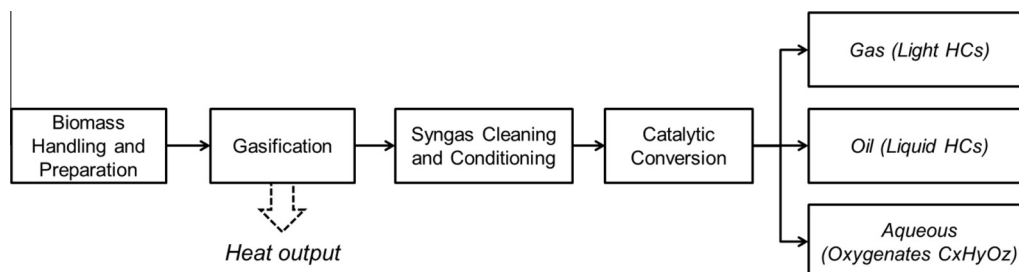 Biomass
Handling and
Preparation
Gasification
Heat output
Syngas Cleaning
and Conditioning
Catalytic
Conversion
Gas (Light HCs)
Oil (Liquid HCs)
Aqueous
(Oxygenates CxHyOz)